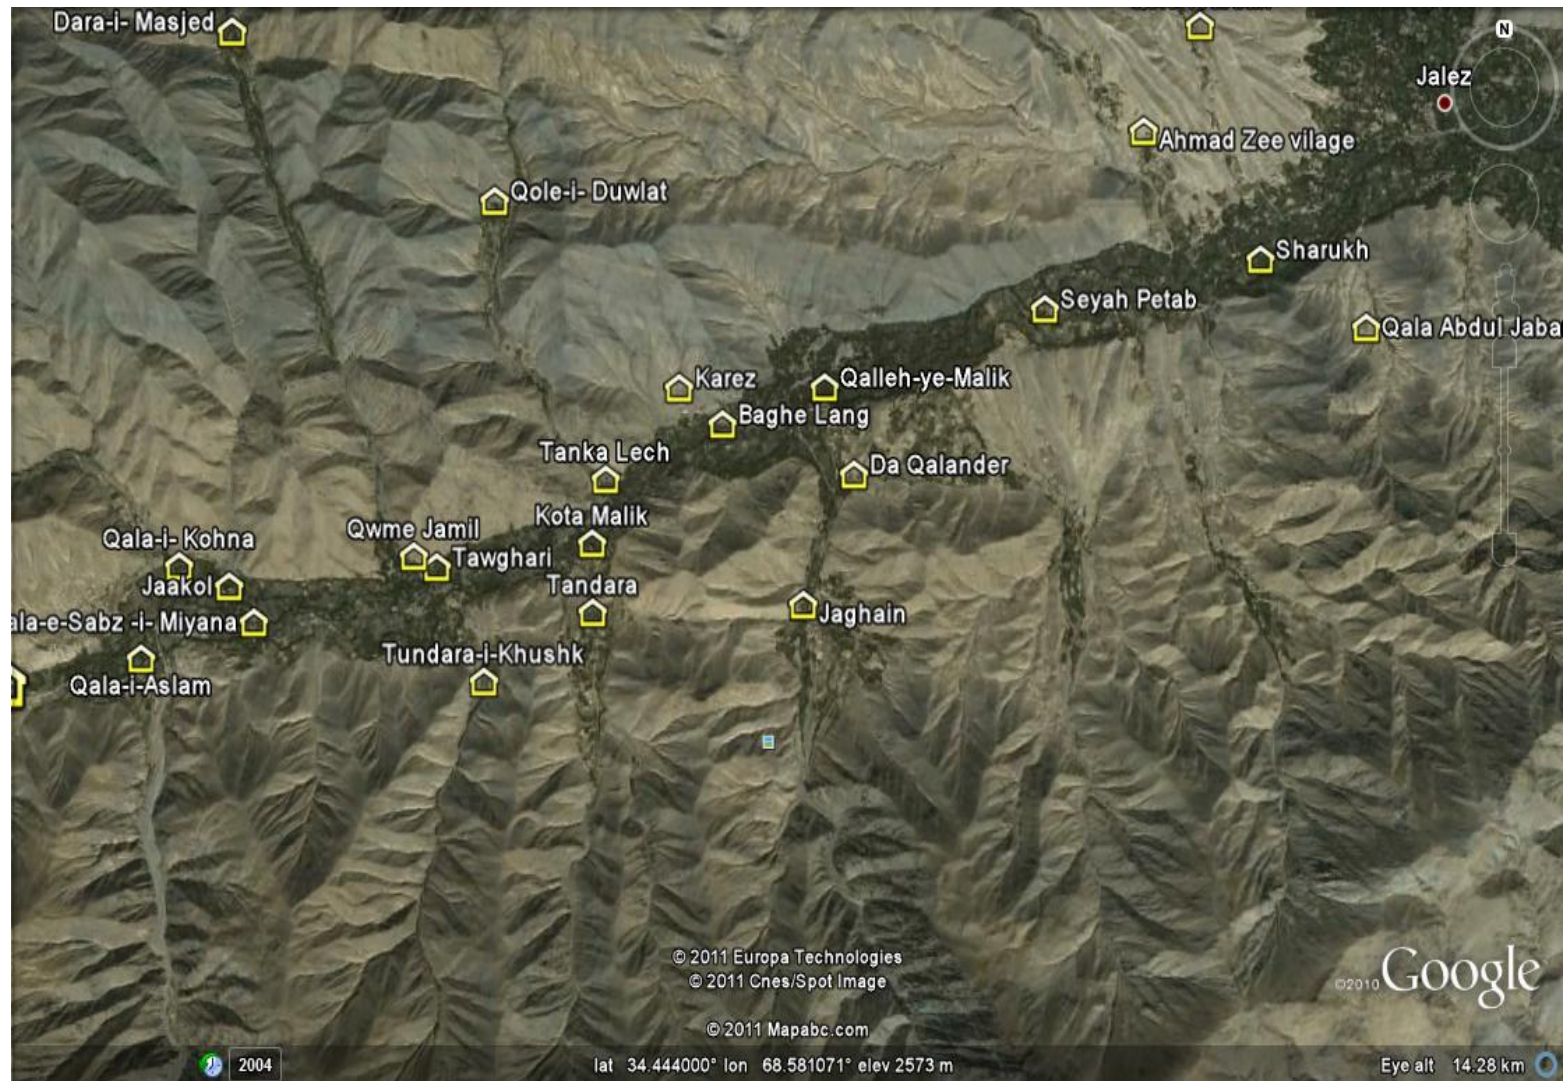 Dara-i- Masjed
N
Jalez
Ahmad Zee vilage
Qole-i- Duwlat
Sharukh
Seyah Petab
Qala Abdul Jaba
Karez
Qalleh-ye-Malik
Baghe Lang
Tanka Lech
Da Qalander
Kota Malik
Qwme Jamil
Qala-i- Kohna
Tawghari
Jaakol
Tandara
Jaghain
ala-e-Sabz -i- Miyana
Tundara-i-Khushk
Qala-i-Aslam
© 2011 Europa Technologies
© 2011 Cnes/Spot Image
©2010 Google
© 2011 Mapabc.com
2004
lat 34.444000° lon 68.581071° elev 2573 m
Eye alt 14.28 km